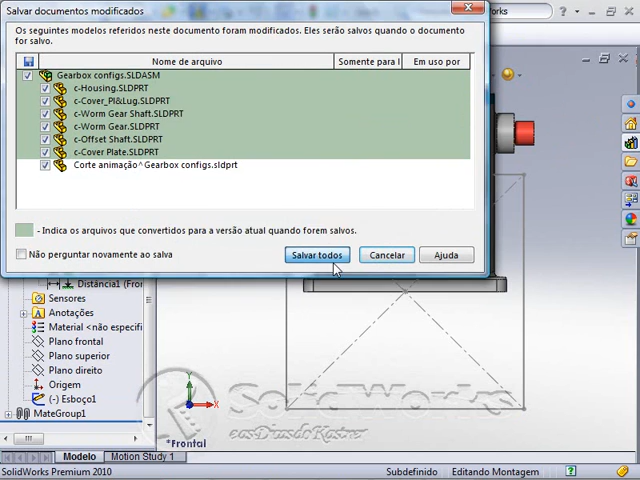 Salvar documentos modificados
rks
Os seguintes modelos referidos neste documento foram modificados. Eles serão salvos quando o documento
for salvo.
Nome de arquivo
Somente para l
Em uso por
Gearbox configs.SLDASM
c-Housing.SLDPRT
c-Cover_Pl&Lug.SLDPRT
c-Worm Gear Shaft.SLDPRT
c-Worm Gear.SLDPRT
c-Offset Shaft.SLDPRT
c-Cover Plate.SLDPRT
Corte animação^Gearbox configs.sldprt
- Indica os arquivos que convertidos para a versão atual quando forem salvos.
Não perguntar novamente ao salva
Salvar todos
Cancelar
Ajuda
Distância1 (Front
Sensores
Anotações
Material <não especifi
Plano frontal
Plano superior
Plano direito
Origem
(-) Esboço1
MateGroup1
Y
X
*Frontal
SolidWorks
Modelo
Motion Study 1
SolidWorks Premium 2010
Subdefinido
Editando Montagem